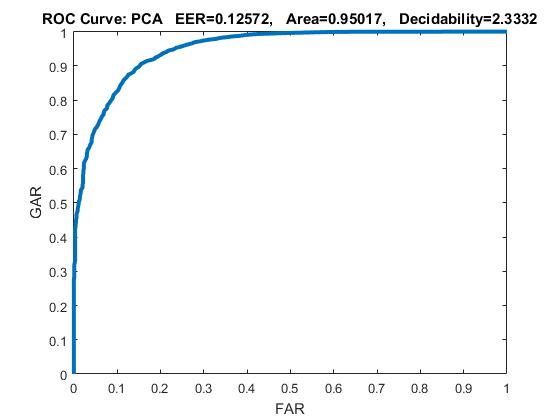 ROC Curve: PCA EER=0.12572, Area=0.95017, Decidability=2.3332
1
0.9
0.8
0.7
0.6
0.5
0.4
0.3
0.2
0.1
0
GAR
0 0.1 0.2 0.3 0.4 0.5 0.6 0.7 0.8 0.9 1
FAR